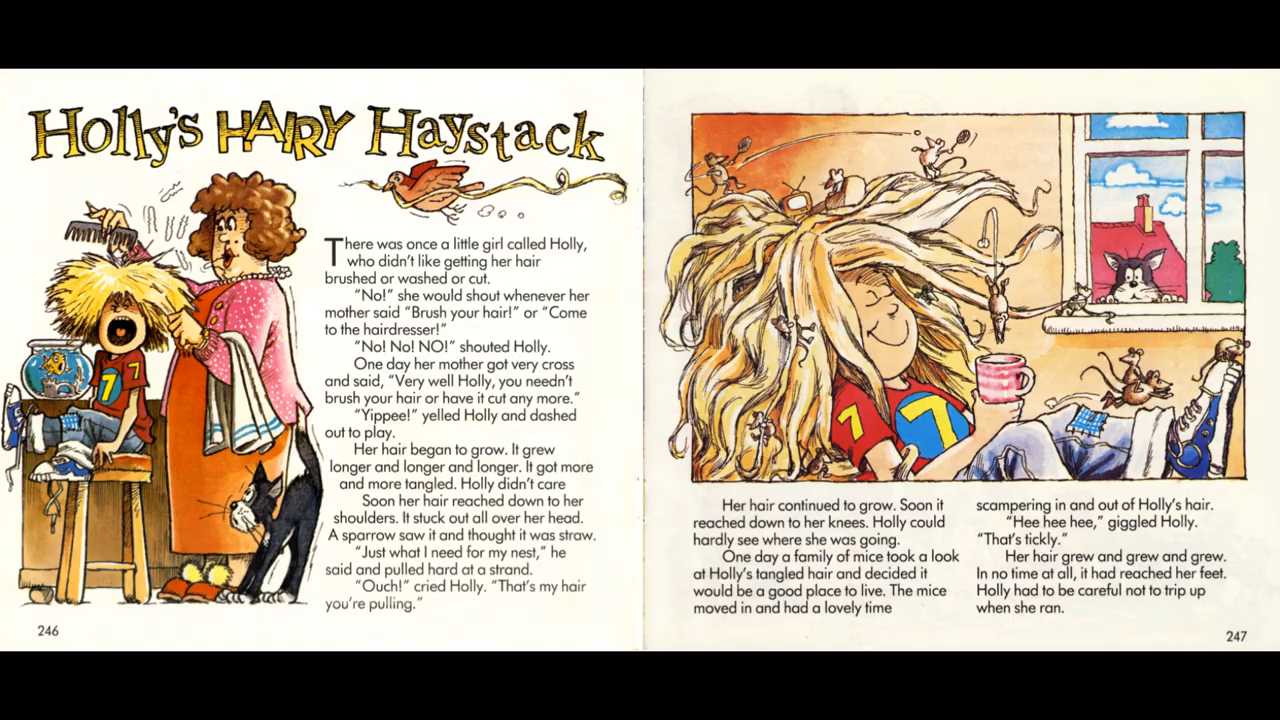 Holly's HAIRY Haystack
There was once a little girl called Holly,
who didn't like getting her hair
brushed or washed or cut.
"No!" she would shout whenever her
mother said "Brush your hair!" or "Come
to the hairdresser!"
"No! No! NO!" shouted Holly.
One day her mother got very cross
and said, "Very well Holly, you needn't
brush your hair or have it cut any more."
"Yippee!" yelled Holly and dashed
out to play.
Her hair began to grow. It grew
longer and longer and longer. It got more
and more tangled. Holly didn't care
Soon her hair reached down to her
shoulders. It stuck out all over her head.
A sparrow saw it and thought it was straw.
"Just what I need for my nest," he
said and pulled hard at a strand.
"Ouch!" cried Holly. "That's my hair
you're pulling."
246
7
7
7
7
Her hair continued to grow. Soon it
reached down to her knees. Holly could
hardly see where she was going.
One day a family of mice took a look
at Holly's tangled hair and decided it
would be a good place to live. The mice
moved in and had a lovely time
scampering in and out of Holly's hair.
"Hee hee hee," giggled Holly.
"That's tickly."
Her hair grew and grew and grew.
In no time at all, it had reached her feet.
Holly had to be careful not to trip up
when she ran.
247